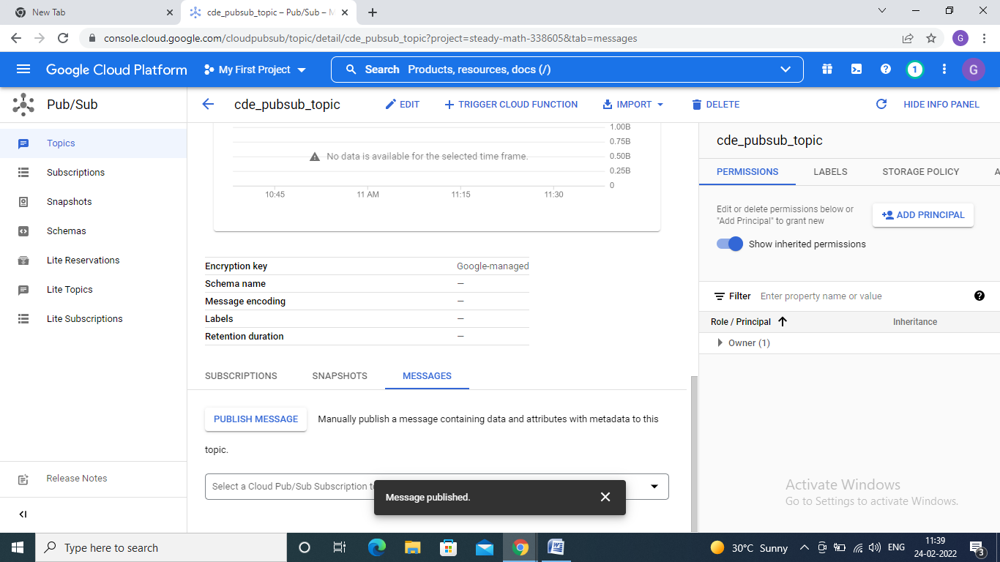 New Tab
cde_pubsub_topic – Pub/Sub – M
console.cloud.google.com/cloudpubsub/topic/detail/cde_pubsub_topic?project=steady-math-338605&tab=messages
G
Google Cloud Platform
My First Project
Search Products, resources, docs (/)
1
G
Pub/Sub
cde_pubsub_topic
EDIT
TRIGGER CLOUD FUNCTION
IMPORT
DELETE
HIDE INFO PANEL
Topics
Subscriptions
Snapshots
Schemas
Lite Reservations
Lite Topics
Lite Subscriptions
Release Notes
1.00B
0.75B
No data is available for the selected time frame.
0.50B
0.25B
0
10:45 11 AM 11:15 11:30
Encryption key Google-managed
Schema name —
Message encoding —
Labels —
Retention duration —
SUBSCRIPTIONS SNAPSHOTS MESSAGES
PUBLISH MESSAGE
Manually publish a message containing data and attributes with metadata to this
topic.
Select a Cloud Pub/Sub Subscription
Message published.
cde_pubsub_topic
PERMISSIONS LABELS STORAGE POLICY A
Edit or delete permissions below or
"Add Principal" to grant new
ADD PRINCIPAL
Show inherited permissions
Filter Enter property name or value
Role / Principal Inheritance
Owner (1)
Activate Windows
Go to Settings to activate Windows.
Type here to search
30°C Sunny
ENG
11:39
24-02-2022
3